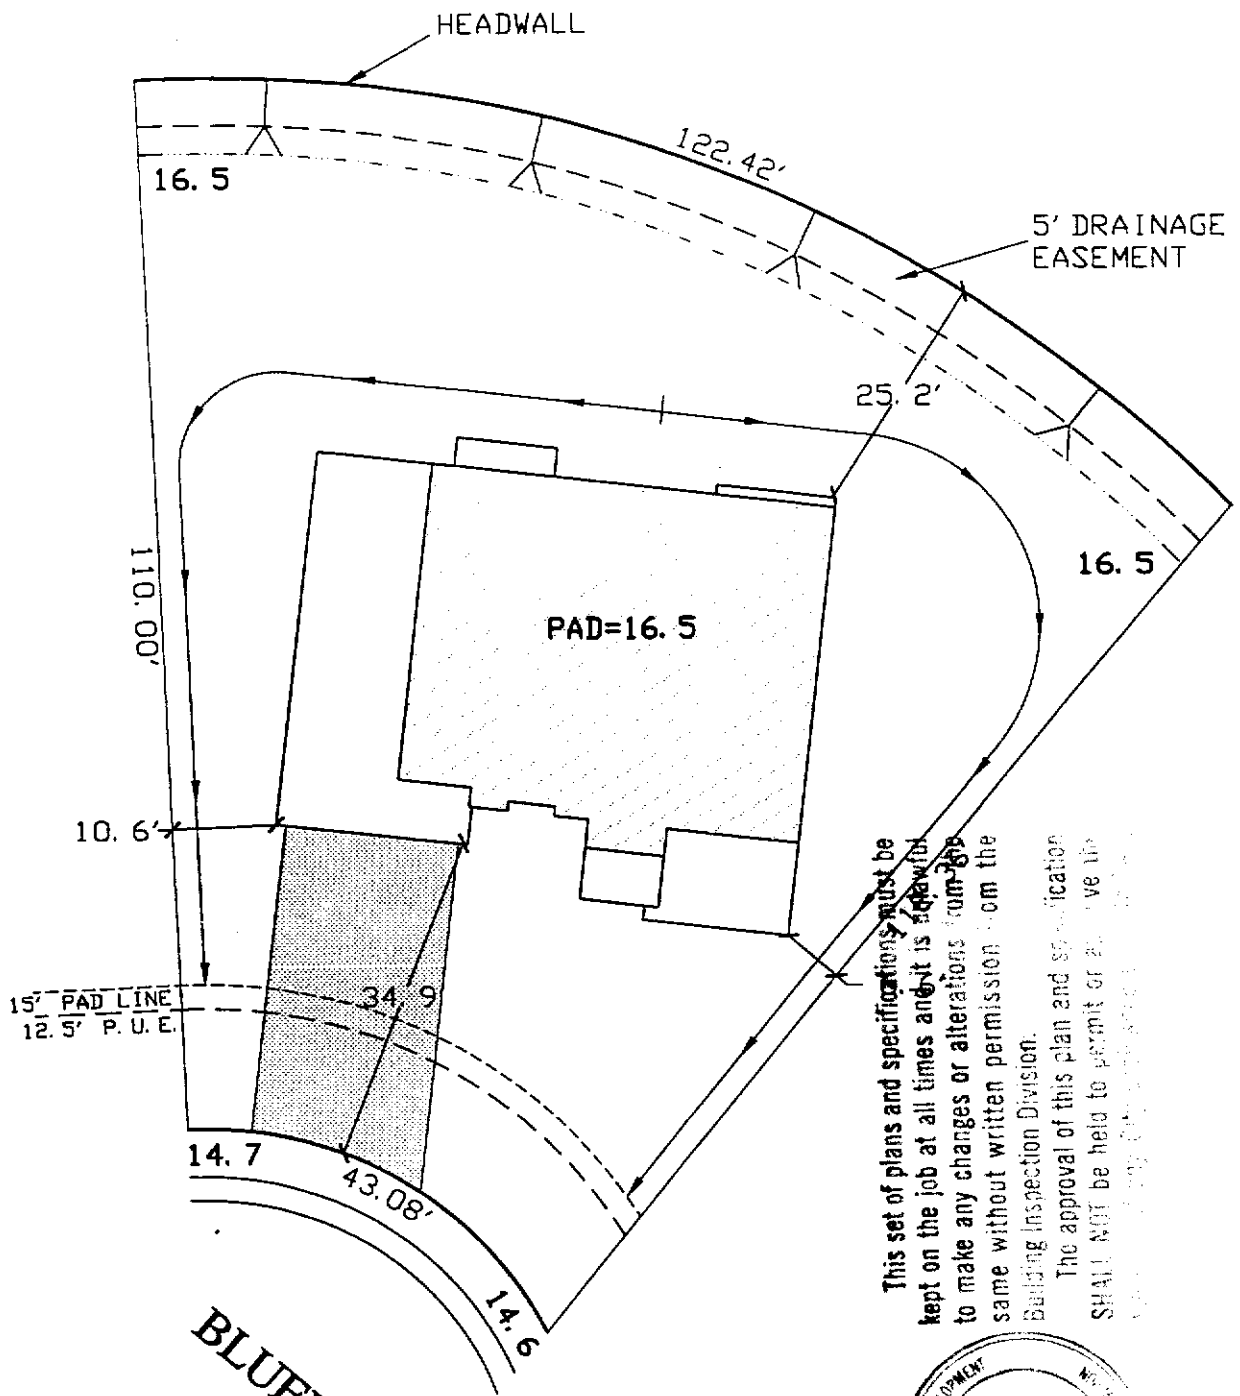 HEADWALL
122.42'
16.5
5' DRAINAGE
EASEMENT
25.2'
110.00'
16.5
PAD=16.5
10.6'
15' PAD LINE
12.5' P.U.E.
34.9
14.7
43.08'
14.6
This set of plans and specifications must be
kept on the job at all times and it is unlawful
to make any changes or alterations from the
same without written permission from the
Building Inspection Division.
The approval of this plan and
SHALL NOT be held to permit or